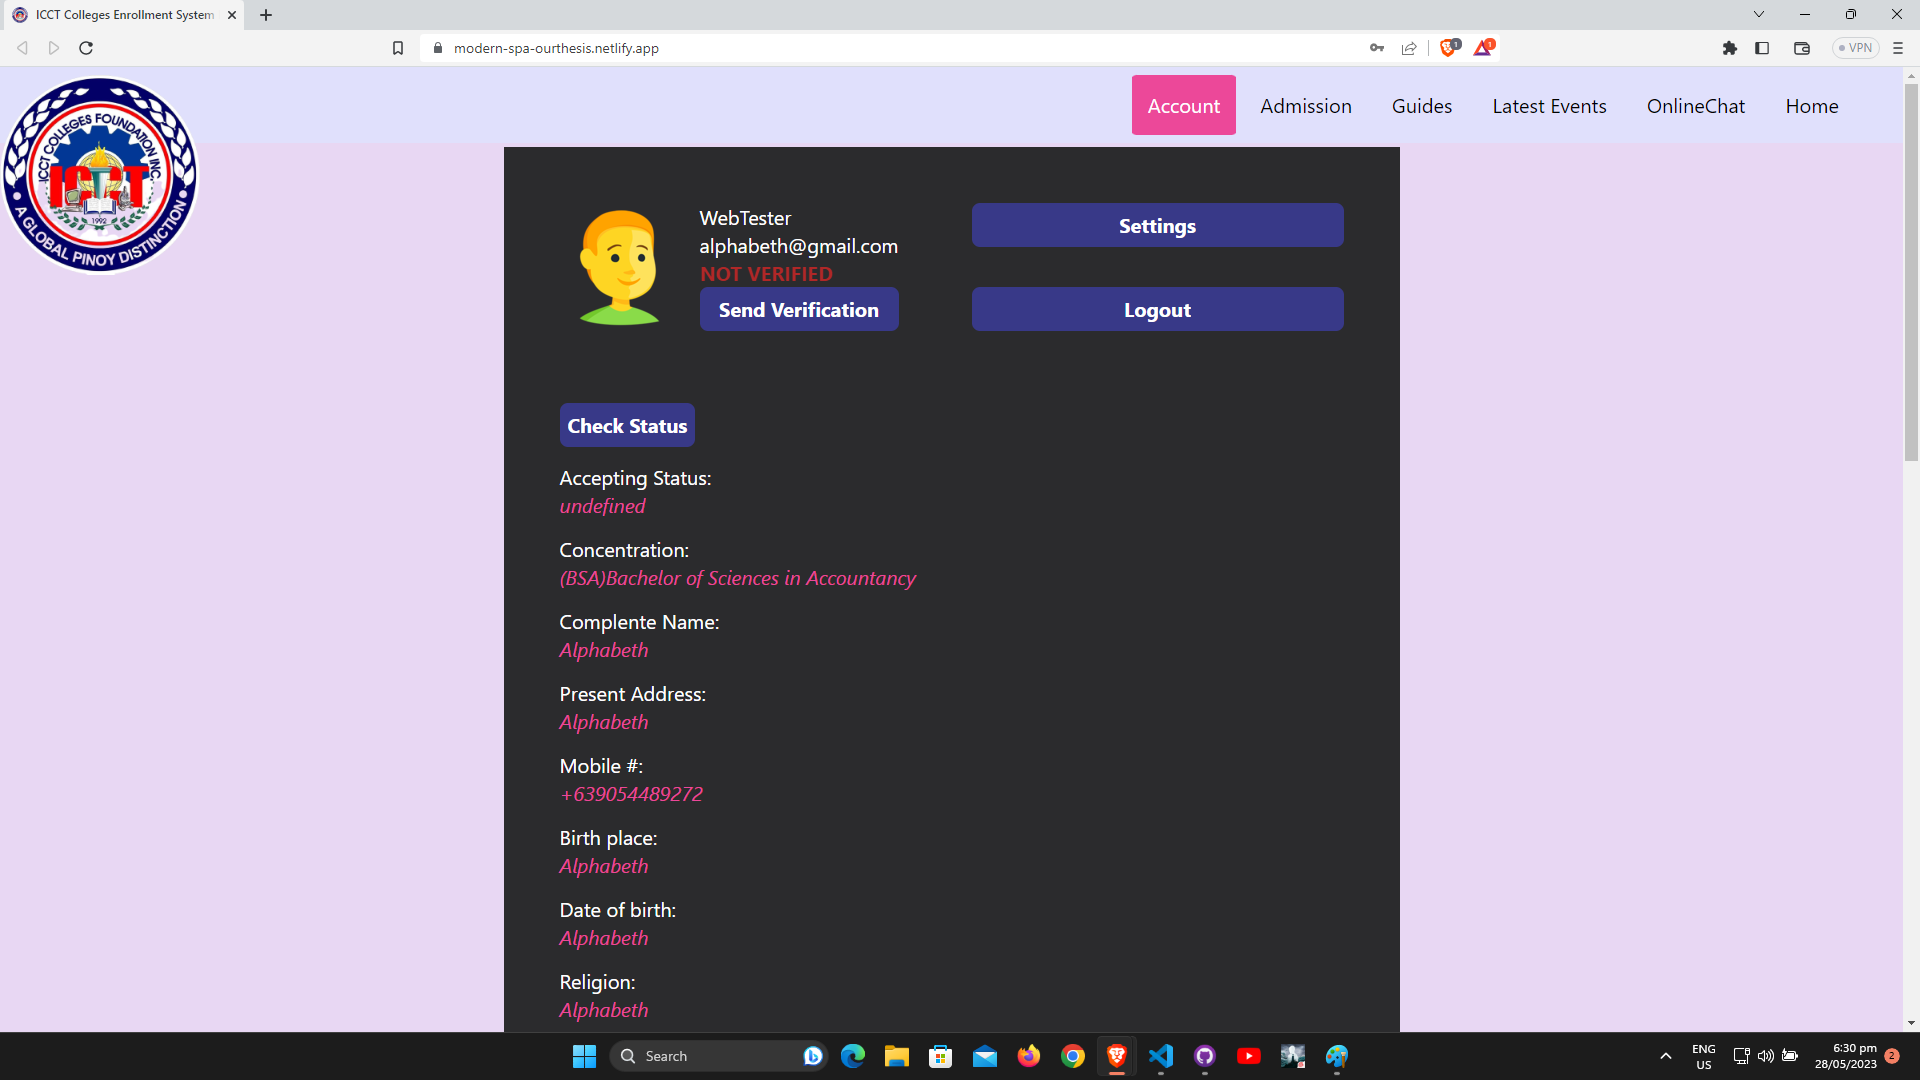 ICCT Colleges Enrollment System
modern-spa-ourthesis.netlify.app
1
1
VPN
ICCT COLLEGES FOUNDATION INC.
ICCT
1992
A GLOBAL PINOY DISTINCTION
Account
Admission
Guides
Latest Events
OnlineChat
Home
WebTester
alphabeth@gmail.com
NOT VERIFIED
Send Verification
Settings
Logout
Check Status
Accepting Status:
undefined
Concentration:
(BSA)Bachelor of Sciences in Accountancy
Complente Name:
Alphabeth
Present Address:
Alphabeth
Mobile #:
+639054489272
Birth place:
Alphabeth
Date of birth:
Alphabeth
Religion:
Alphabeth
Search
ENG
US
6:30 pm
28/05/2023
2